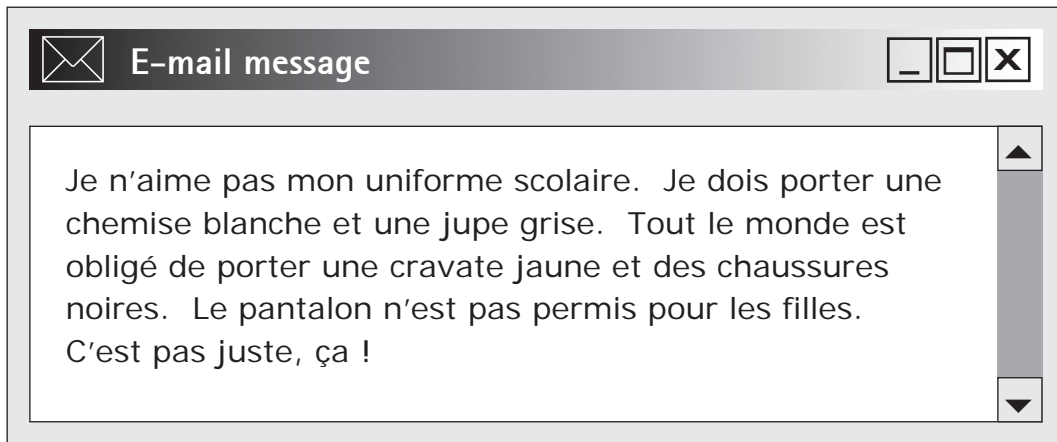 E-mail message
Je n'aime pas mon uniforme scolaire. Je dois porter une
chemise blanche et une jupe grise. Tout le monde est
obligé de porter une cravate jaune et des chaussures
noires. Le pantalon n'est pas permis pour les filles.
C'est pas juste, ça !